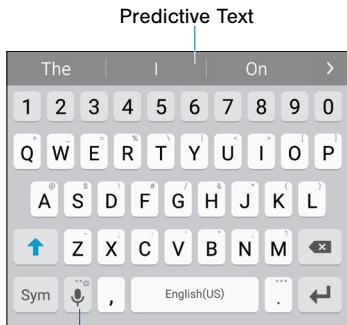 Predictive Text
The I On >
1 2 3 4 5 6 7 8 9 0
+ _ = % \ | < > [ ]
Q W E R T Y U I O P
@ $ ! # / & * ( )
A S D F G H J K L
- ' : " ?
Z X C V B N M
Sym , English(US) .